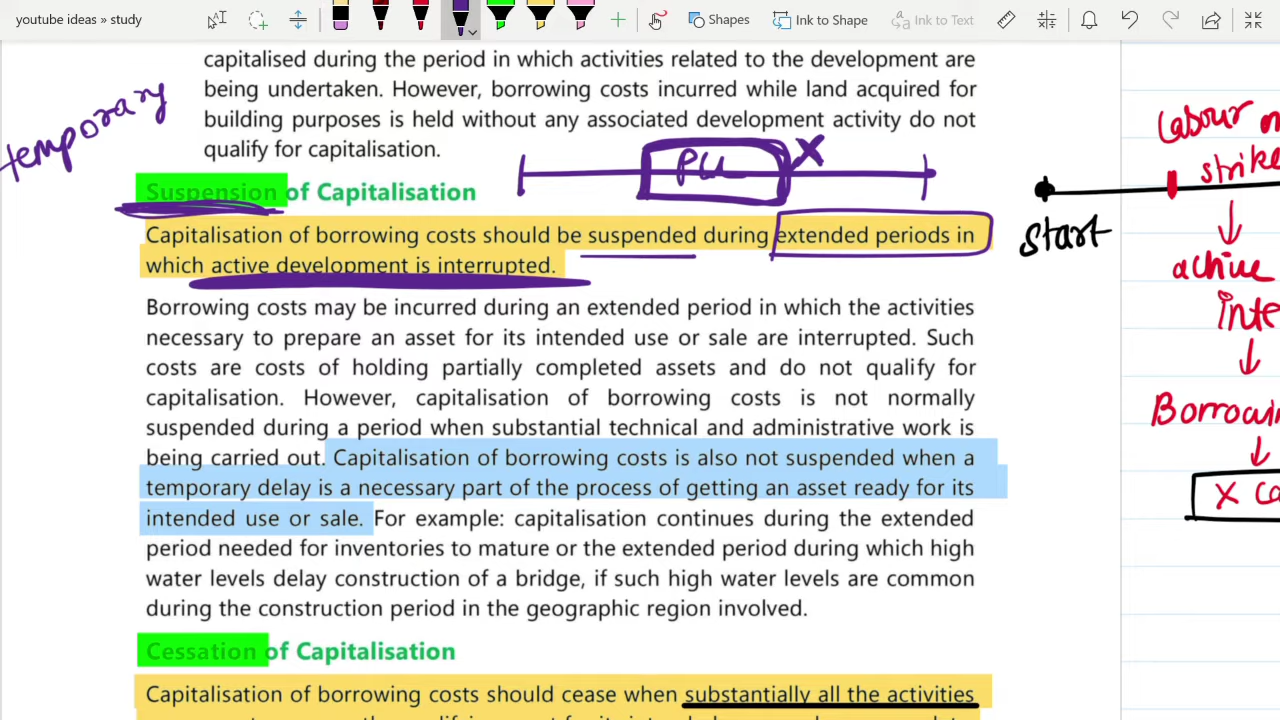 youtube ideas » study
Shapes
Ink to Shape
Ink to Text
capitalised during the period in which activities related to the development are
being undertaken. However, borrowing costs incurred while land acquired for
building purposes is held without any associated development activity do not
qualify for capitalisation.
temporary
X
Suspension of Capitalisation
Capitalisation of borrowing costs should be suspended during extended periods in
which active development is interrupted.
Borrowing costs may be incurred during an extended period in which the activities
necessary to prepare an asset for its intended use or sale are interrupted. Such
costs are costs of holding partially completed assets and do not qualify for
capitalisation. However, capitalisation of borrowing costs is not normally
suspended during a period when substantial technical and administrative work is
being carried out. Capitalisation of borrowing costs is also not suspended when a
temporary delay is a necessary part of the process of getting an asset ready for its
intended use or sale. For example: capitalisation continues during the extended
period needed for inventories to mature or the extended period during which high
water levels delay construction of a bridge, if such high water levels are common
during the construction period in the geographic region involved.
Cessation of Capitalisation
Capitalisation of borrowing costs should cease when substantially all the activities
Labour
strike
start
active
X